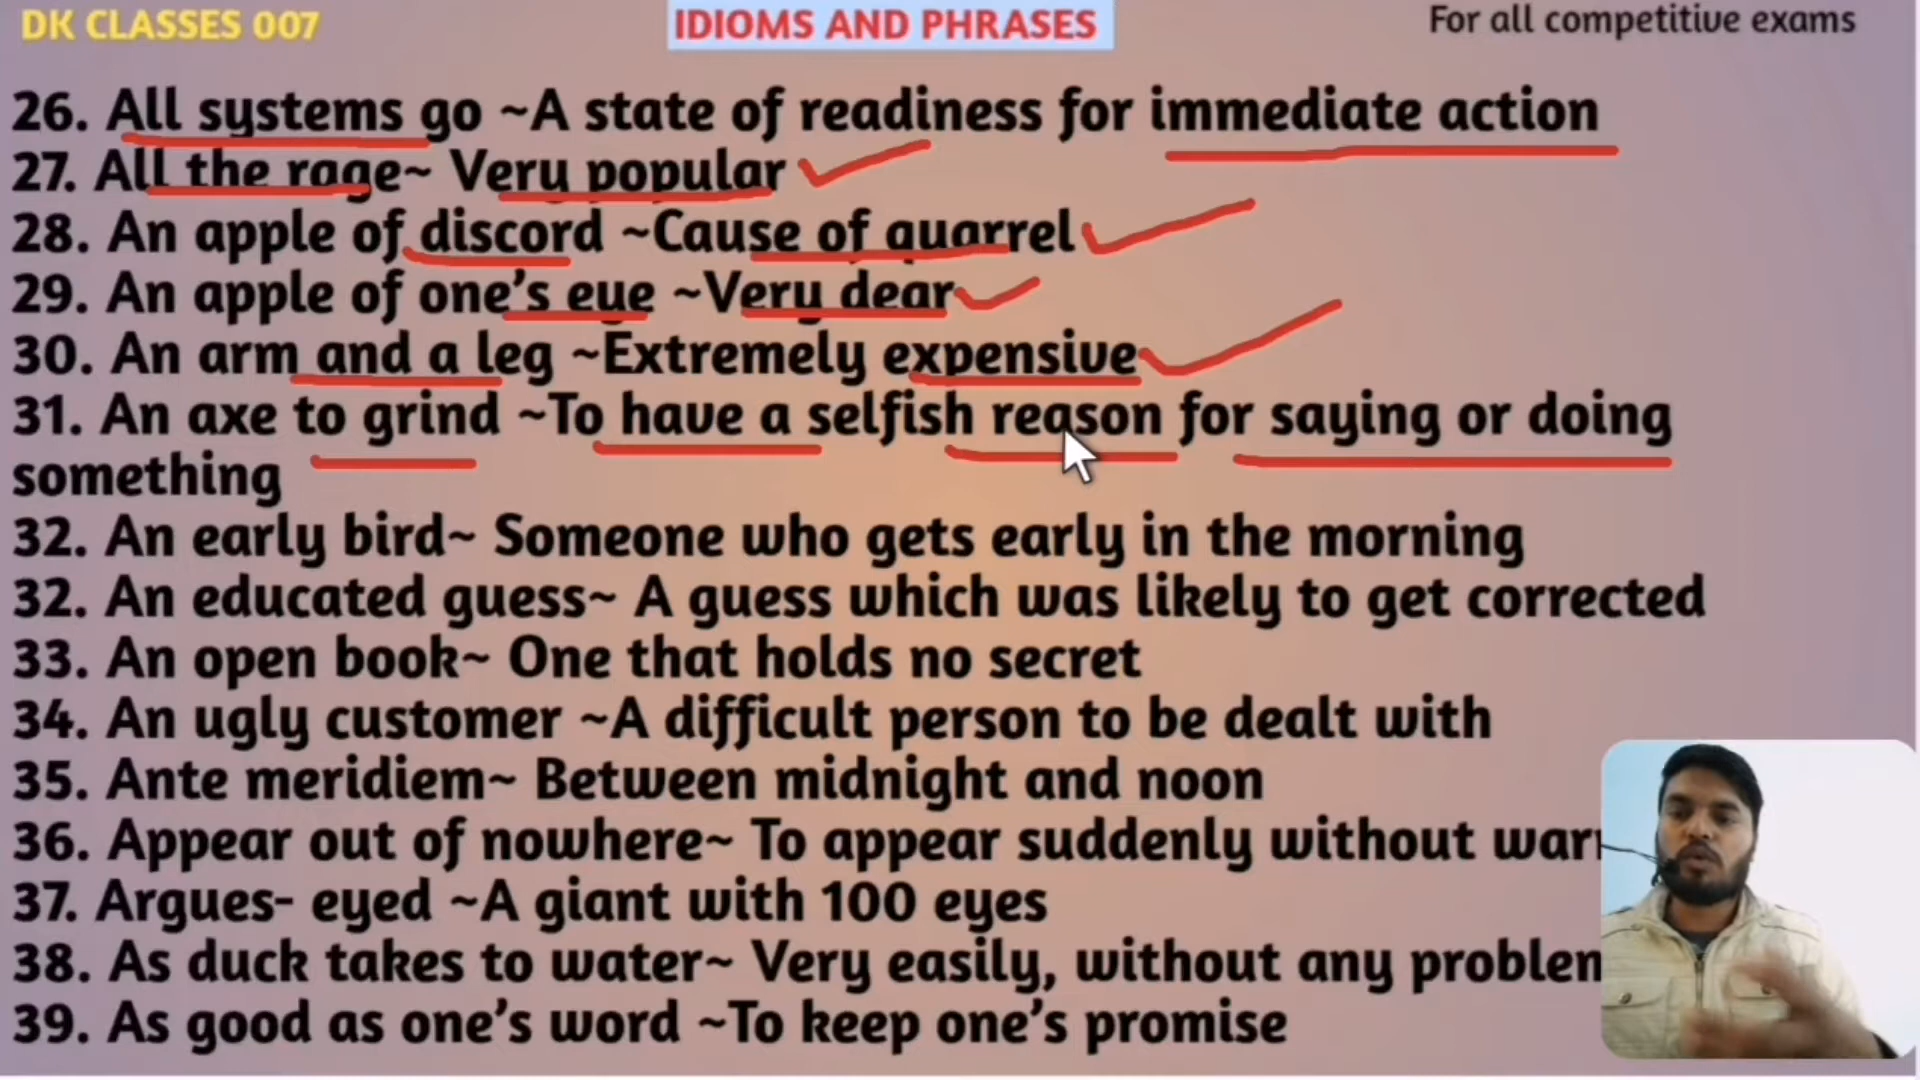 DK CLASSES 007
IDIOMS AND PHRASES
For all competitive exams
26. All systems go ~A state of readiness for immediate action
27. All the rage~ Very popular
28. An apple of discord ~Cause of quarrel
29. An apple of one's eye ~Very dear
30. An arm and a leg ~Extremely expensive
31. An axe to grind ~To have a selfish reason for saying or doing
something
32. An early bird~ Someone who gets early in the morning
32. An educated guess~ A guess which was likely to get corrected
33. An open book~ One that holds no secret
34. An ugly customer ~A difficult person to be dealt with
35. Ante meridiem~ Between midnight and noon
36. Appear out of nowhere~ To appear suddenly without
37. Argues- eyed ~A giant with 100 eyes
38. As duck takes to water~ Very easily, without any
39. As good as one's word ~To keep one's promise